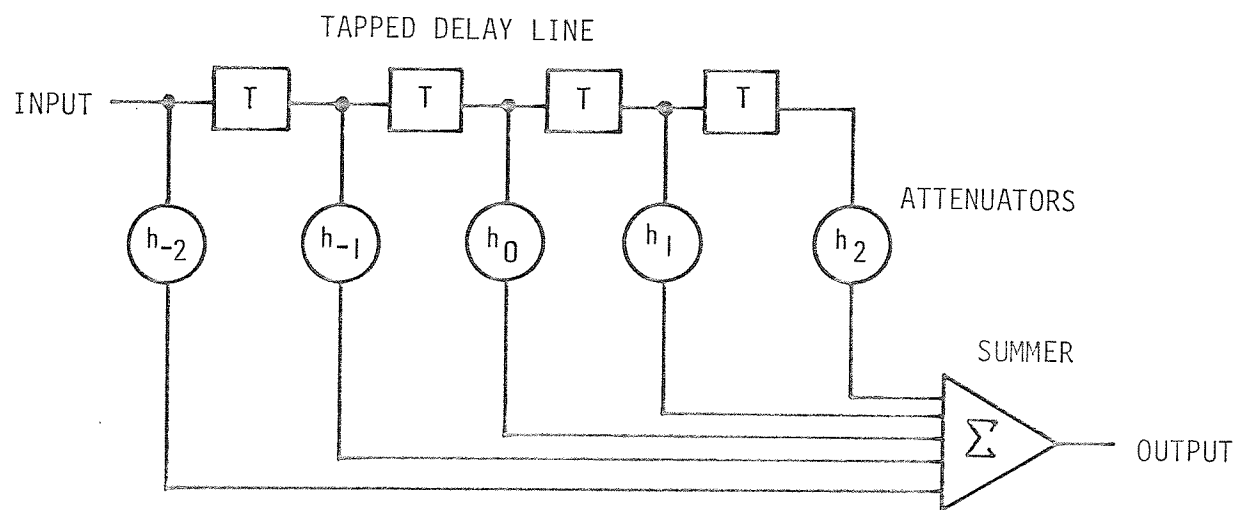 TAPPED DELAY LINE
INPUT
T
T
T
T
ATTENUATORS
h-2
h-1
h0
h1
h2
SUMMER
Σ
OUTPUT